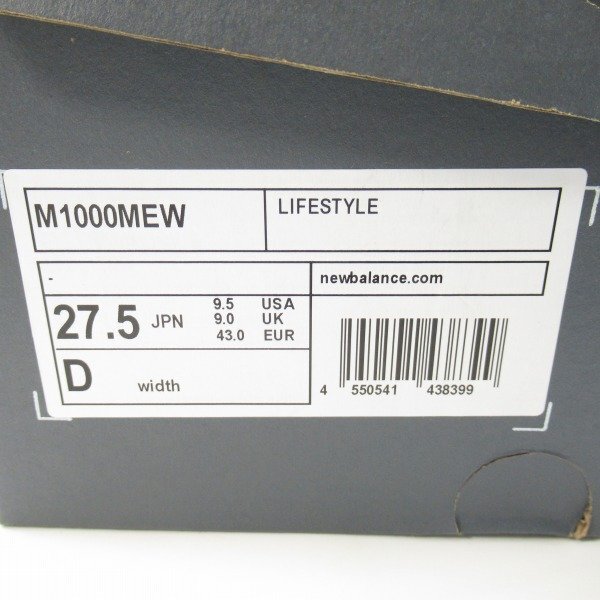 M1000MEW
LIFESTYLE
-
newbalance.com
27.5 JPN
9.5 USA
9.0 UK
43.0 EUR
D width
4 550541 438399